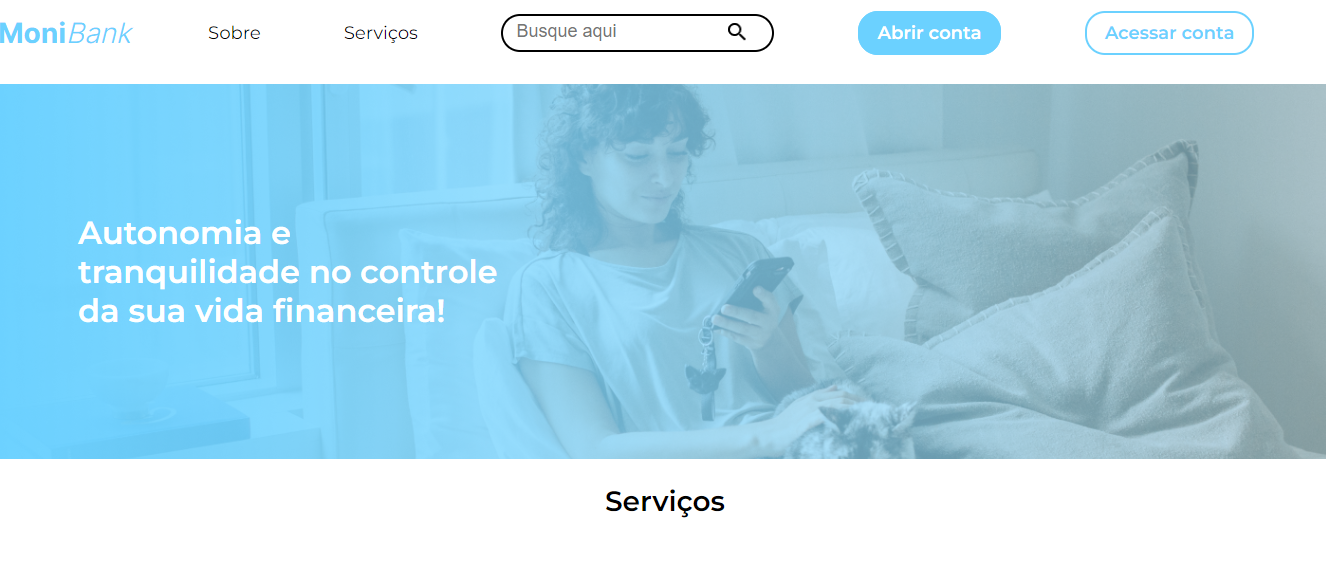 MoniBank
Sobre
Serviços
Busque aqui
Abrir conta
Acessar conta
Autonomia e
tranquilidade no controle
da sua vida financeira!
Serviços